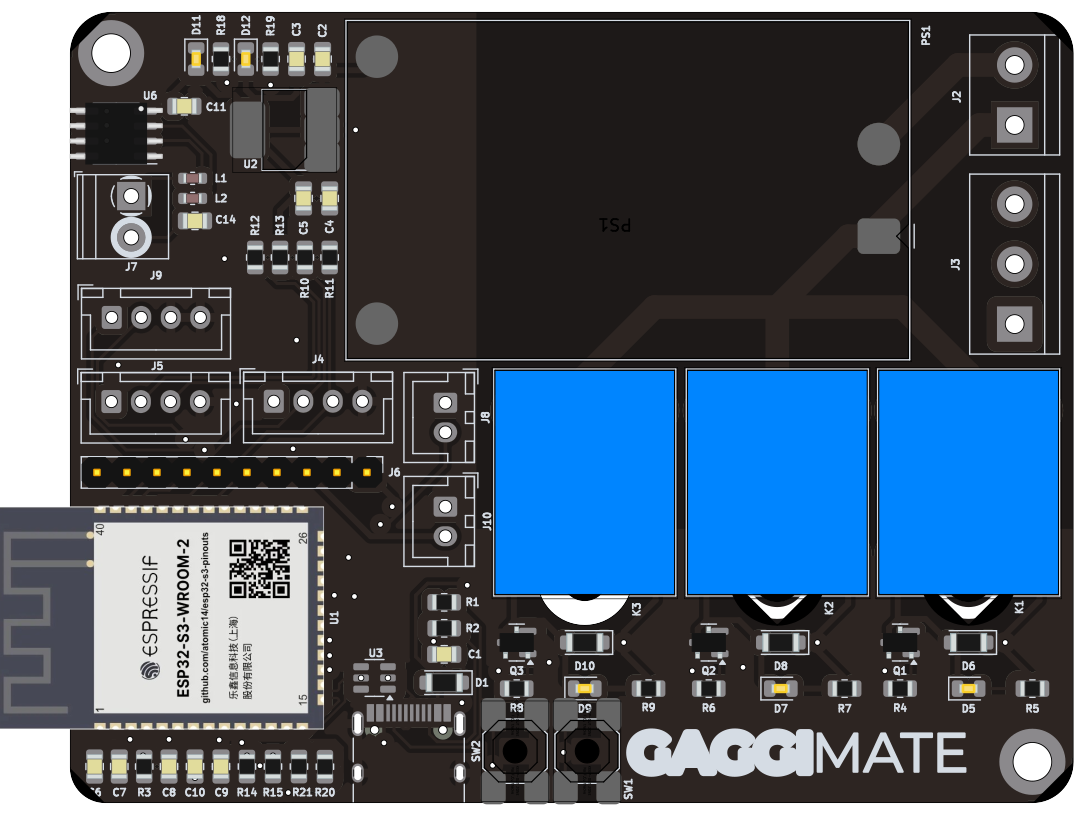 D11 R18 D12 R19 C3 C2
PS1
U6
C11
J2
U2
L1
L2
C14
R12 R13 C5 C4
PS1
J7
J9
R10 R11
J3
J5
J4
J8
J6
J10
40
26
ESPRESSIF
ESP32-S3-WROOM-2
github.com/atomic14/esp32-s3-pinouts
乐鑫信息科技(上海)
股份有限公司
1
15
U1
R1
R2
C1
U3
D1
K3
K2
K1
Q3
D10
Q2
D8
Q1
D6
R8 D9 R9 R6 D7 R7 R4 D5 R5
SW2
SW1
GAGGIMATE
C6 C7 R3 C8 C10 C9 R14 R15 R21 R20